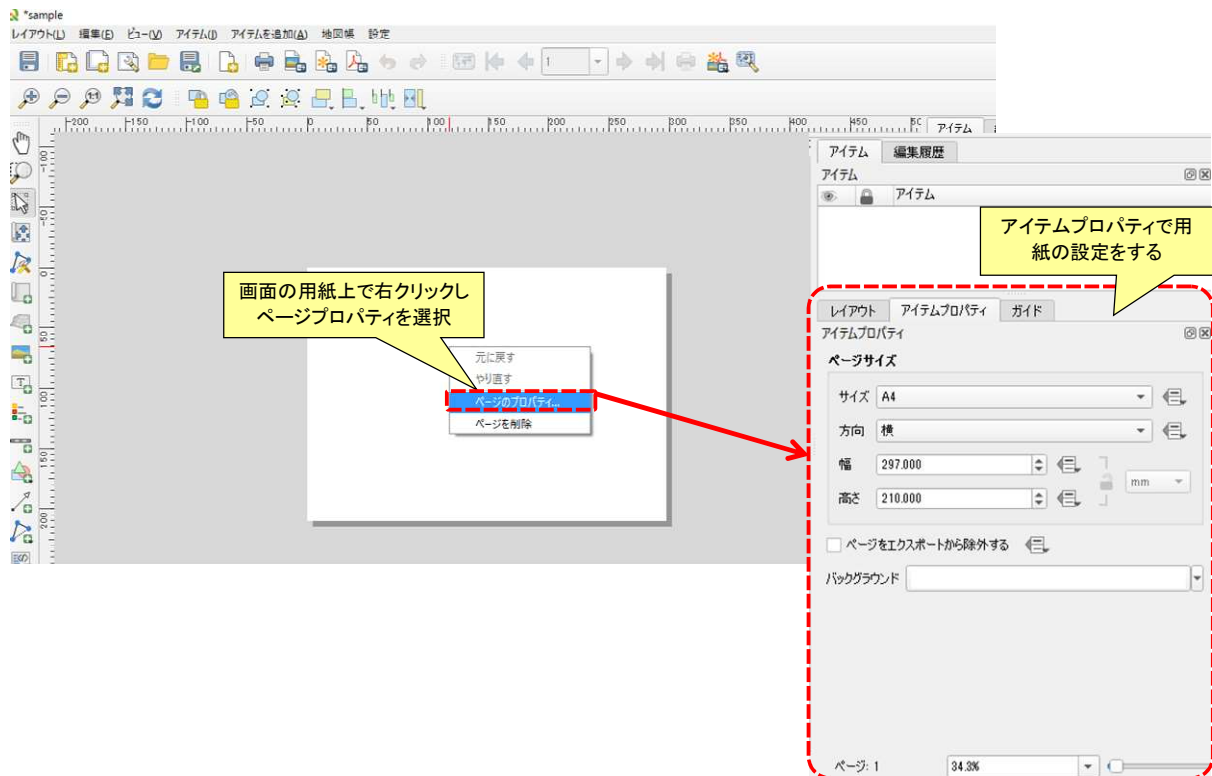 *sample
レイアウト(L) 編集(E) ビュー(V) アイテム(I) アイテムを追加(A) 地図帳 設定
1
1:1
-200 -150 -100 -50 0 50 100 150 200 250 300 350 400 450
アイテム
-100
-50
0
50
100
150
200
アイテム 編集履歴
アイテム
アイテム
アイテムプロパティで用
紙の設定をする
画面の用紙上で右クリックし
ページプロパティを選択
元に戻す
やり直す
ページのプロパティ...
ページを削除
レイアウト アイテムプロパティ ガイド
アイテムプロパティ
ページサイズ
サイズ A4
方向 横
幅 297.000
mm
高さ 210.000
ページをエクスポートから除外する
バックグラウンド
ページ: 1 34.3%